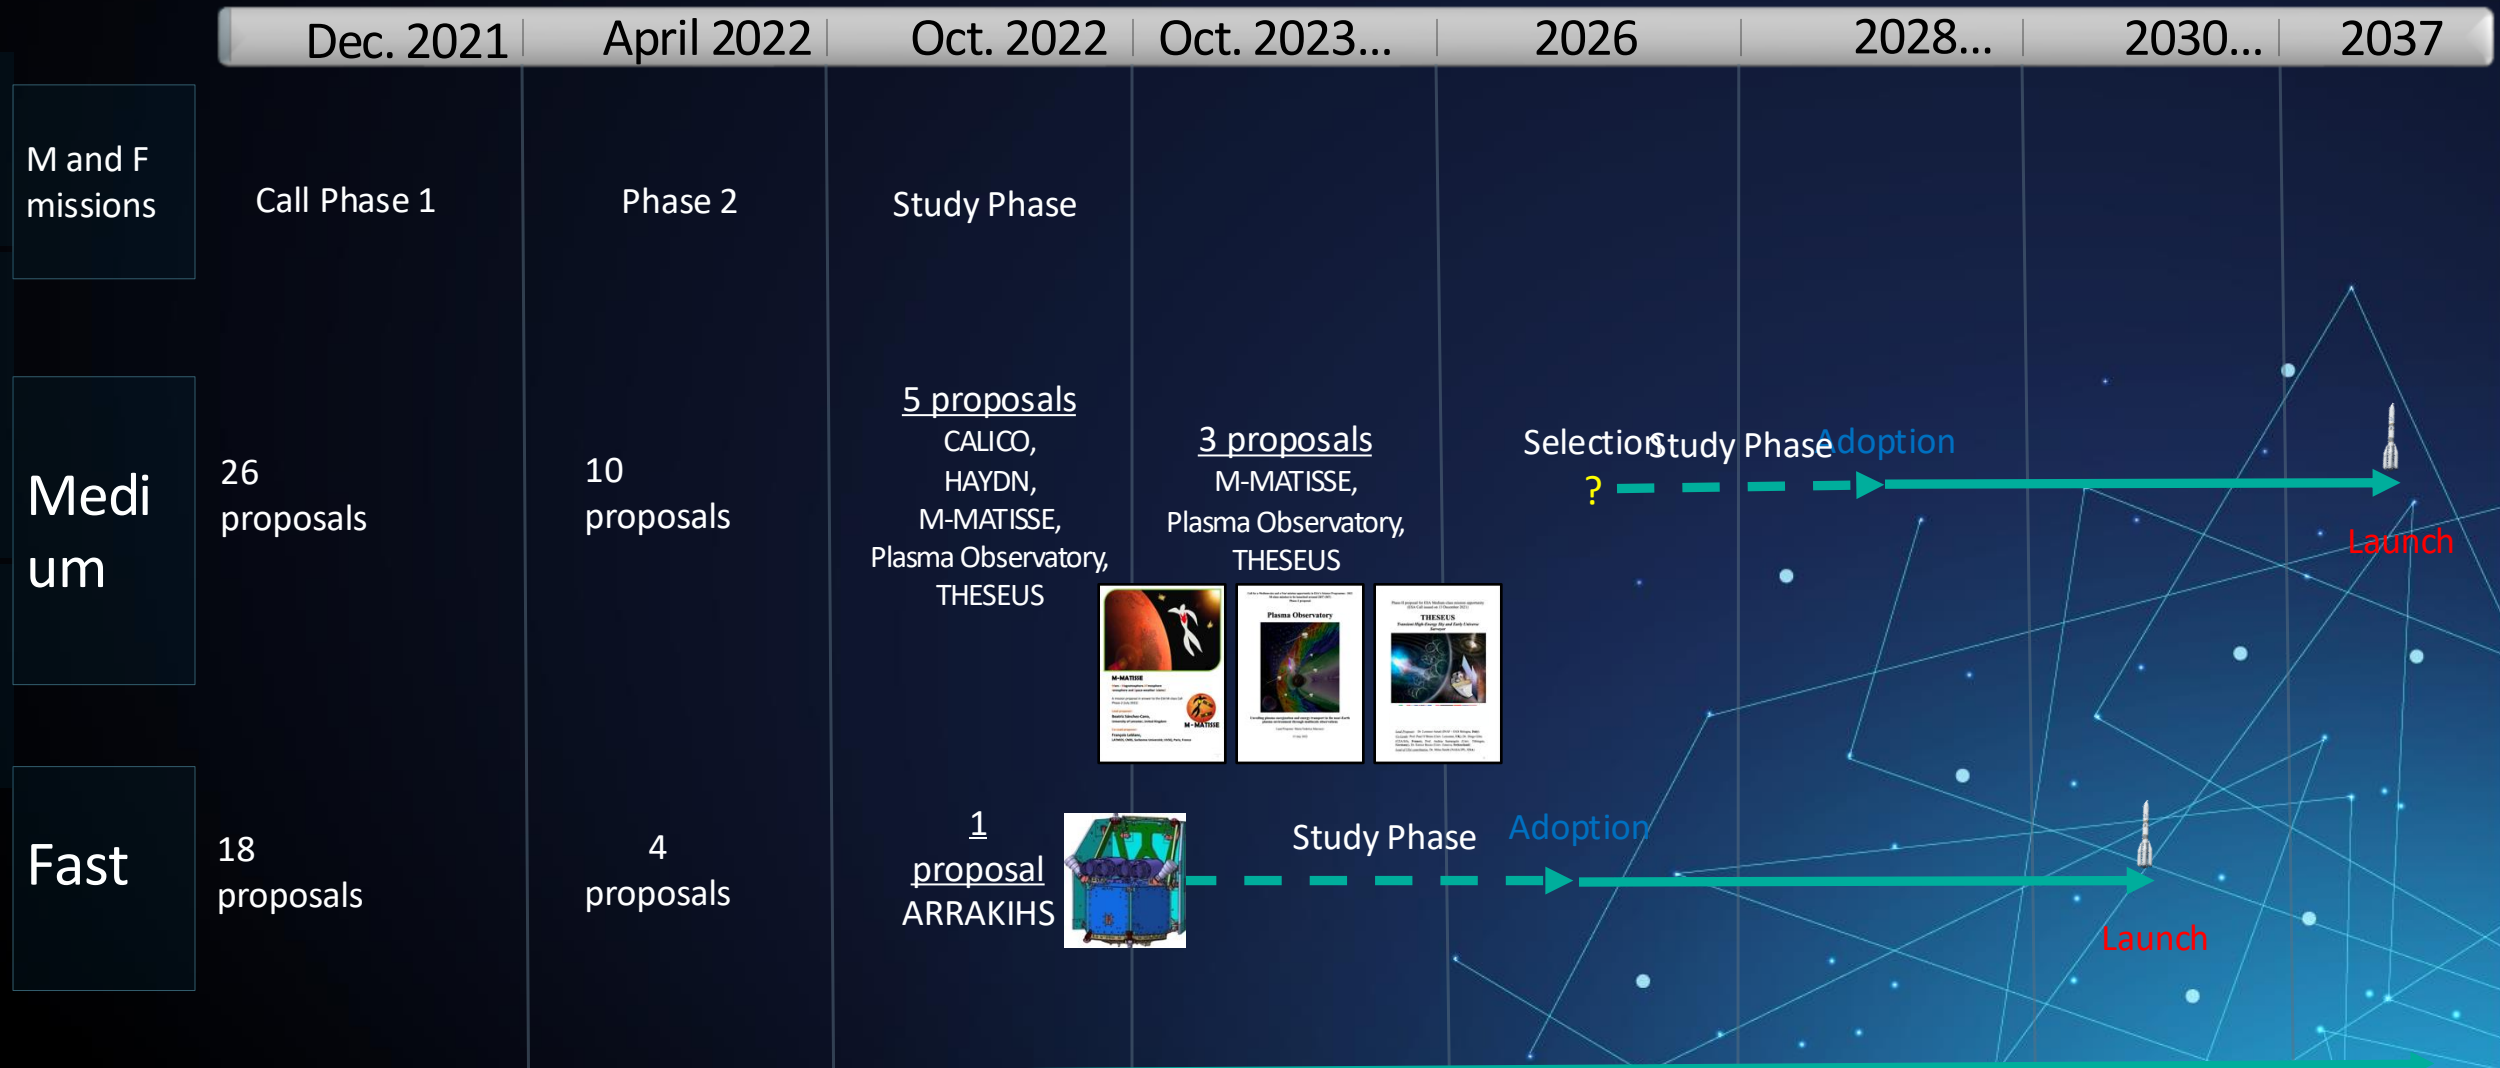 Dec. 2021
April 2022
Oct. 2022
Oct. 2023...
2026
2028...
2030...
2037
M and F
missions
Call Phase 1
Phase 2
Study Phase
Medi
um
26
proposals
10
proposals
5 proposals
CALICO,
HAYDN,
M-MATISSE,
Plasma Observatory,
THESEUS
3 proposals
M-MATISSE,
Plasma Observatory,
THESEUS
Selection
?
Study Phase
Adoption
Launch
M-MATISSE
M-MATISSE
Plasma Observatory
THESEUS
Fast
18
proposals
4
proposals
1
proposal
ARRAKIHS
Study Phase
Adoption
Launch